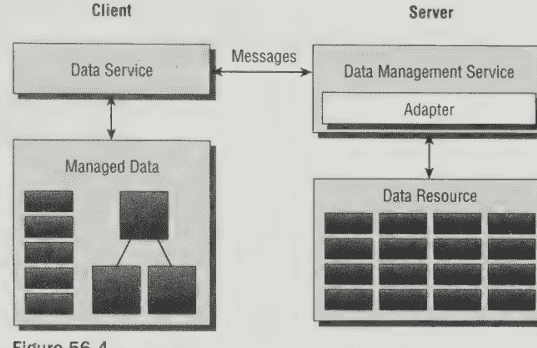 Client
Server
Data Service
Messages
Data Management Service
Adapter
Managed Data
Data Resource
Figure 56-4